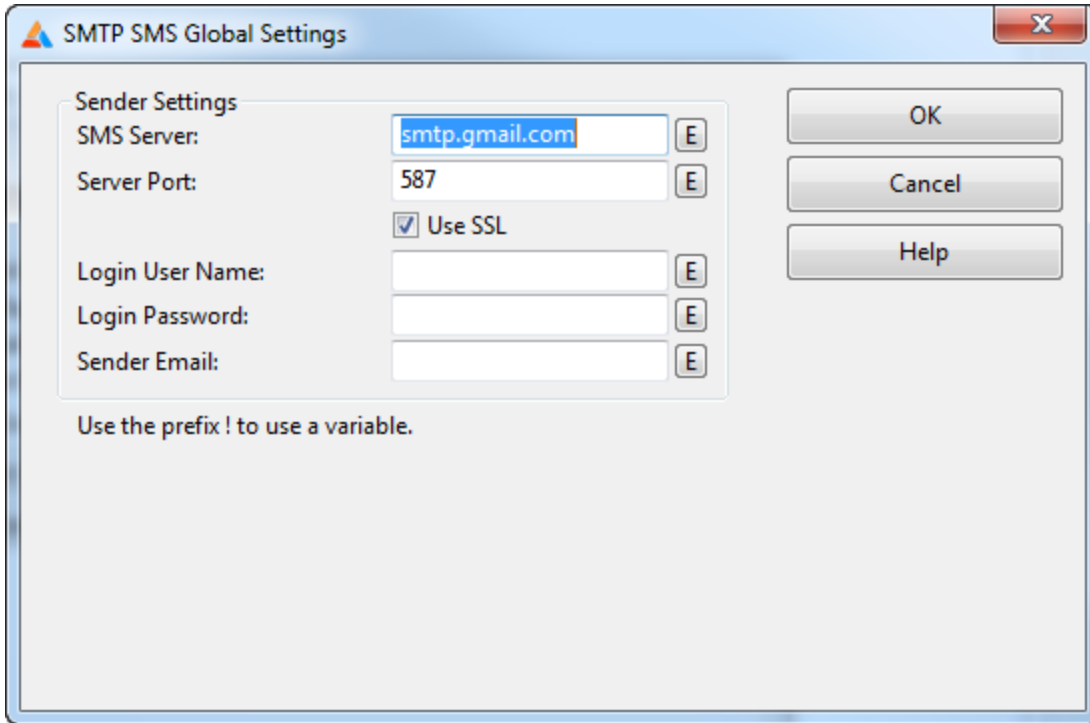 SMTP SMS Global Settings
Sender Settings
SMS Server: smtp.gmail.com E
Server Port: 587 E
Use SSL
Login User Name: E
Login Password: E
Sender Email: E
Use the prefix ! to use a variable.
OK
Cancel
Help